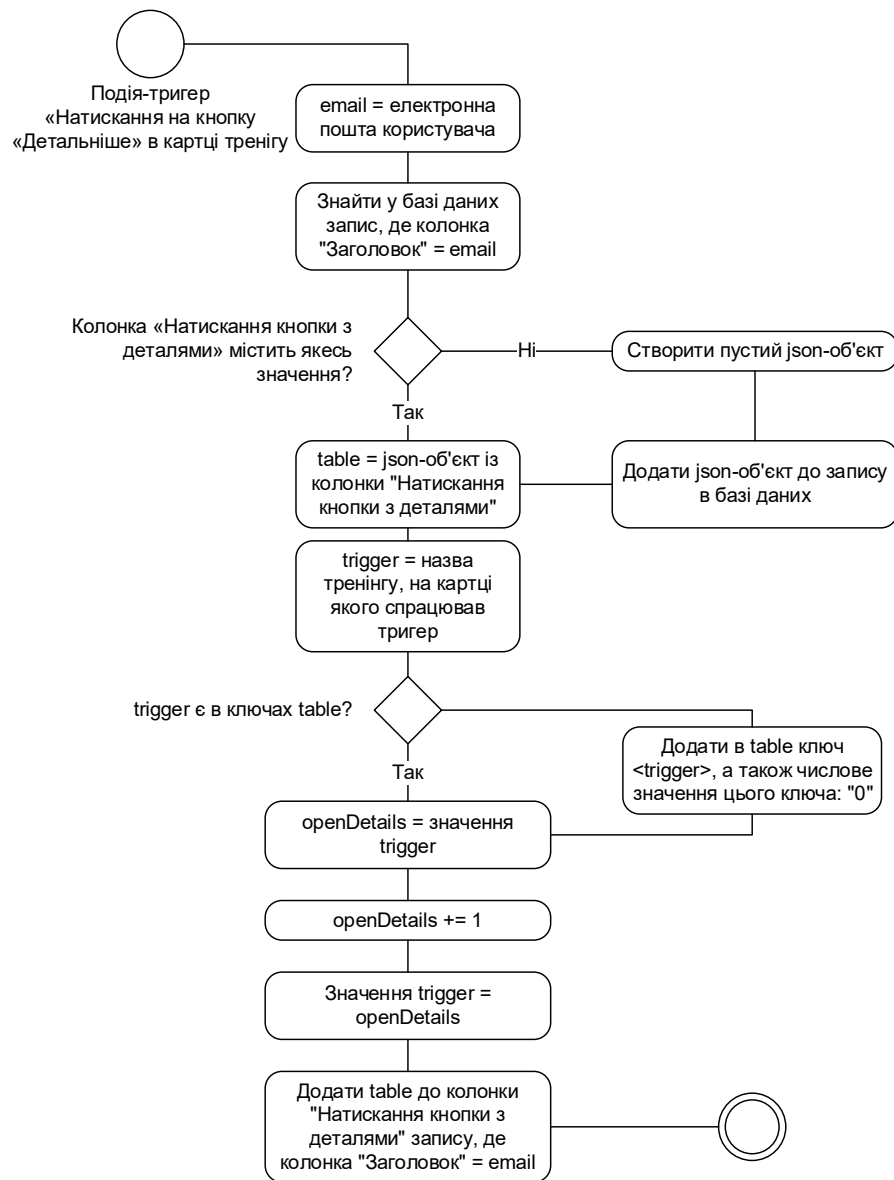 Подія-тригер
«Натискання на кнопку
«Детальніше» в картці тренігу
email = електронна
пошта користувача
Знайти у базі даних
запис, де колонка
"Заголовок" = email
Колонка «Натискання кнопки з
деталями» містить якесь
значення?
Ні
Створити пустий json-об'єкт
Так
table = json-об'єкт із
колонки "Натискання
кнопки з деталями"
Додати json-об'єкт до запису
в базі даних
trigger = назва
тренінгу, на картці
якого спрацював
тригер
trigger є в ключах table?
Додати в table ключ
<trigger>, а також числове
значення цього ключа: "0"
Так
openDetails = значення
trigger
openDetails += 1
Значення trigger =
openDetails
Додати table до колонки
"Натискання кнопки з
деталями" запису, де
колонка "Заголовок" = email